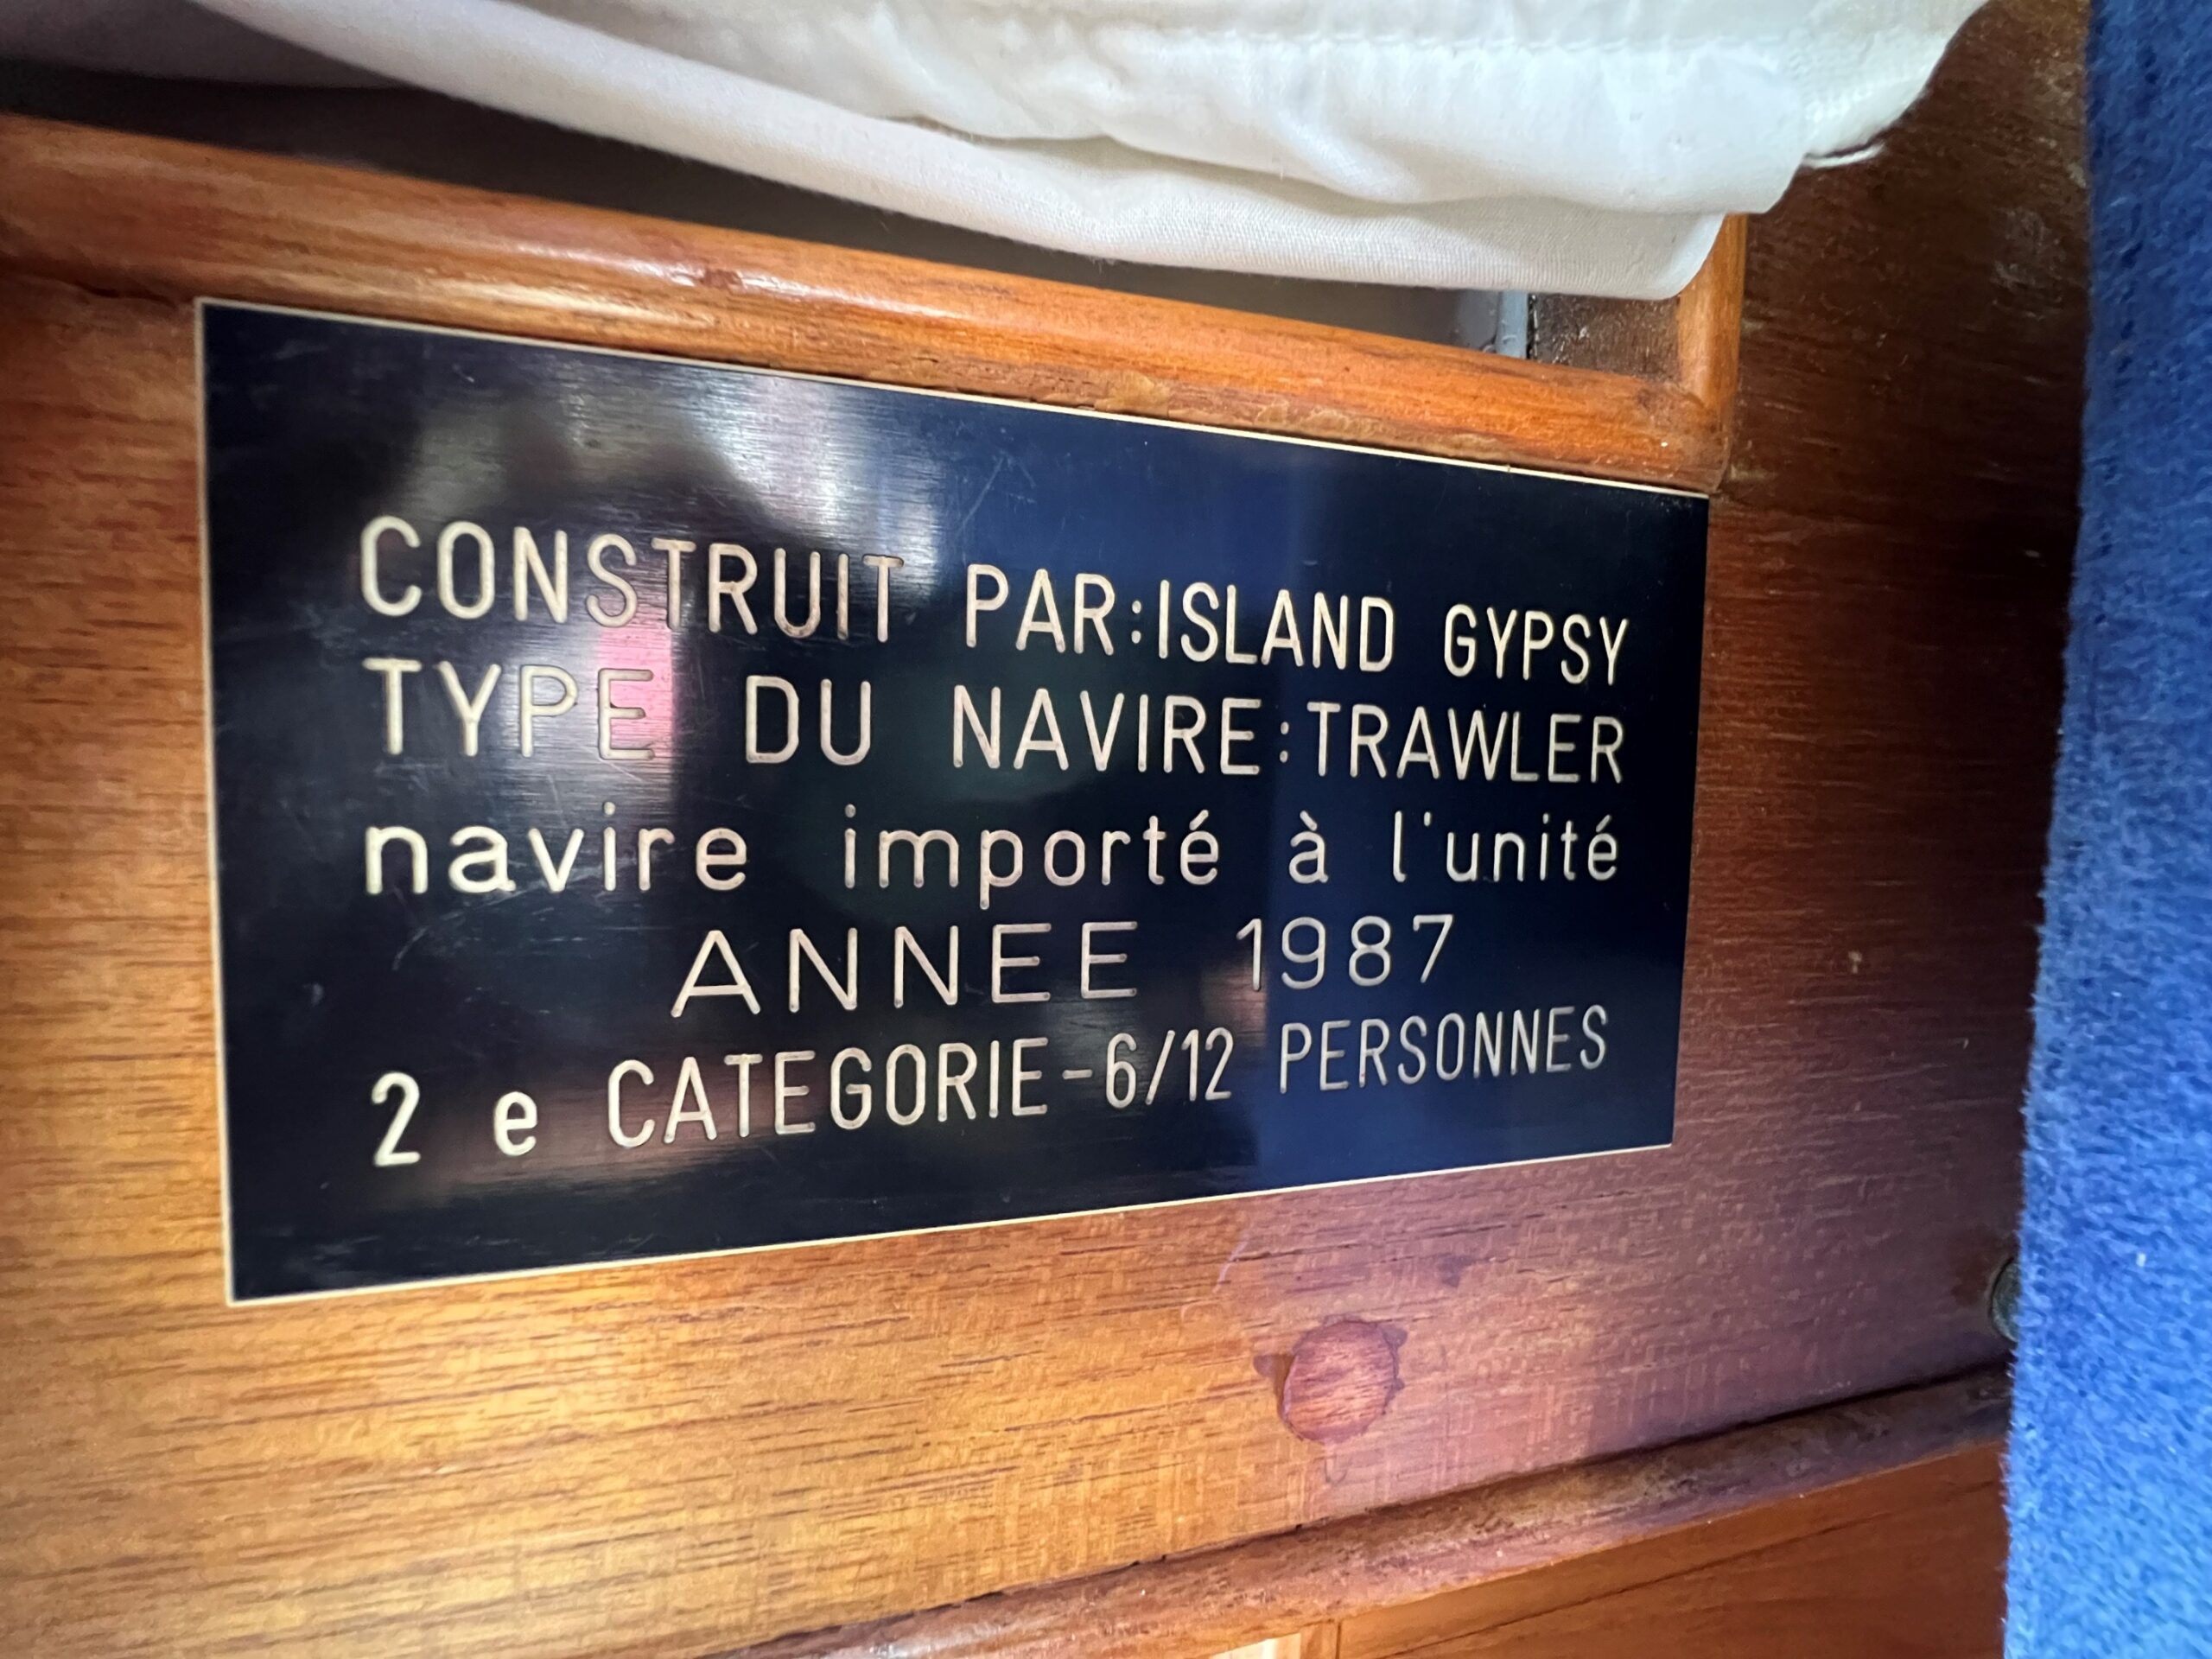 CONSTRUIT PAR:ISLAND GYPSY
TYPE DU NAVIRE:TRAWLER
navire importé à l'unité
ANNEE 1987
2 e CATEGORIE-6/12 PERSONNES